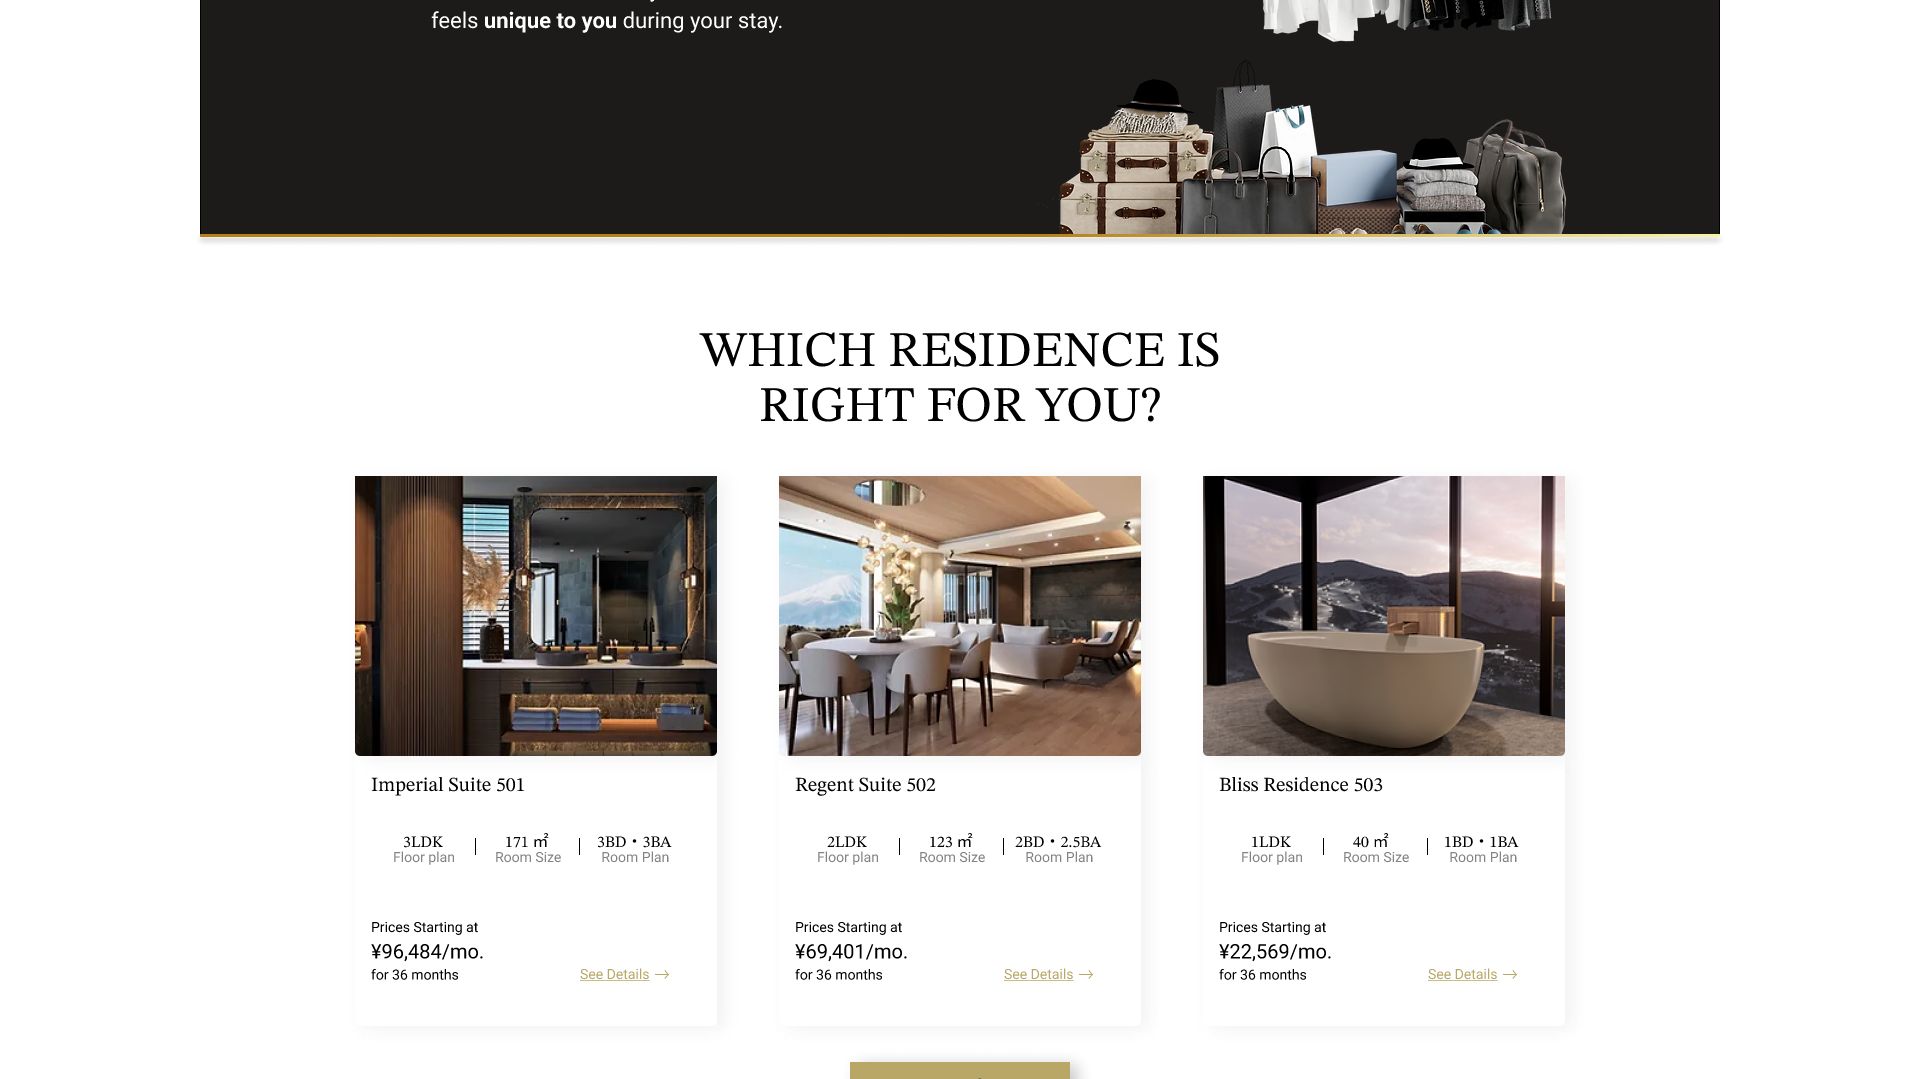 feels unique to you during your stay.
WHICH RESIDENCE IS
RIGHT FOR YOU?
Imperial Suite 501
3LDK
Floor plan
171 ㎡
Room Size
3BD・3BA
Room Plan
Prices Starting at
¥96,484/mo.
for 36 months
See Details →
Regent Suite 502
2LDK
Floor plan
123 ㎡
Room Size
2BD・2.5BA
Room Plan
Prices Starting at
¥69,401/mo.
for 36 months
See Details →
Bliss Residence 503
1LDK
Floor plan
40 ㎡
Room Size
1BD・1BA
Room Plan
Prices Starting at
¥22,569/mo.
for 36 months
See Details →